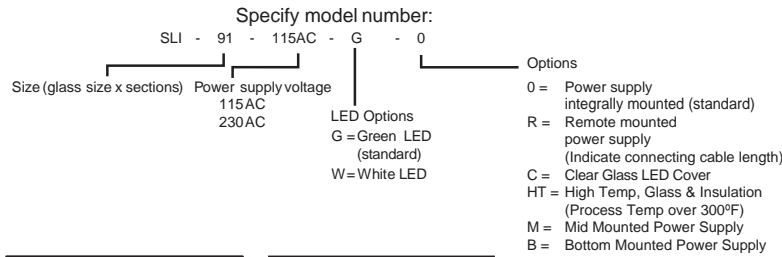 Specify model number:
SLI - 91 - 115AC - G - 0
Size (glass size x sections)
Power supply voltage
115AC
230AC
LED Options
G = Green LED
(standard)
W = White LED
Options
0 = Power supply
integrally mounted (standard)
R = Remote mounted
power supply
(Indicate connecting cable length)
C = Clear Glass LED Cover
HT = High Temp, Glass & Insulation
(Process Temp over 300ºF)
M = Mid Mounted Power Supply
B = Bottom Mounted Power Supply